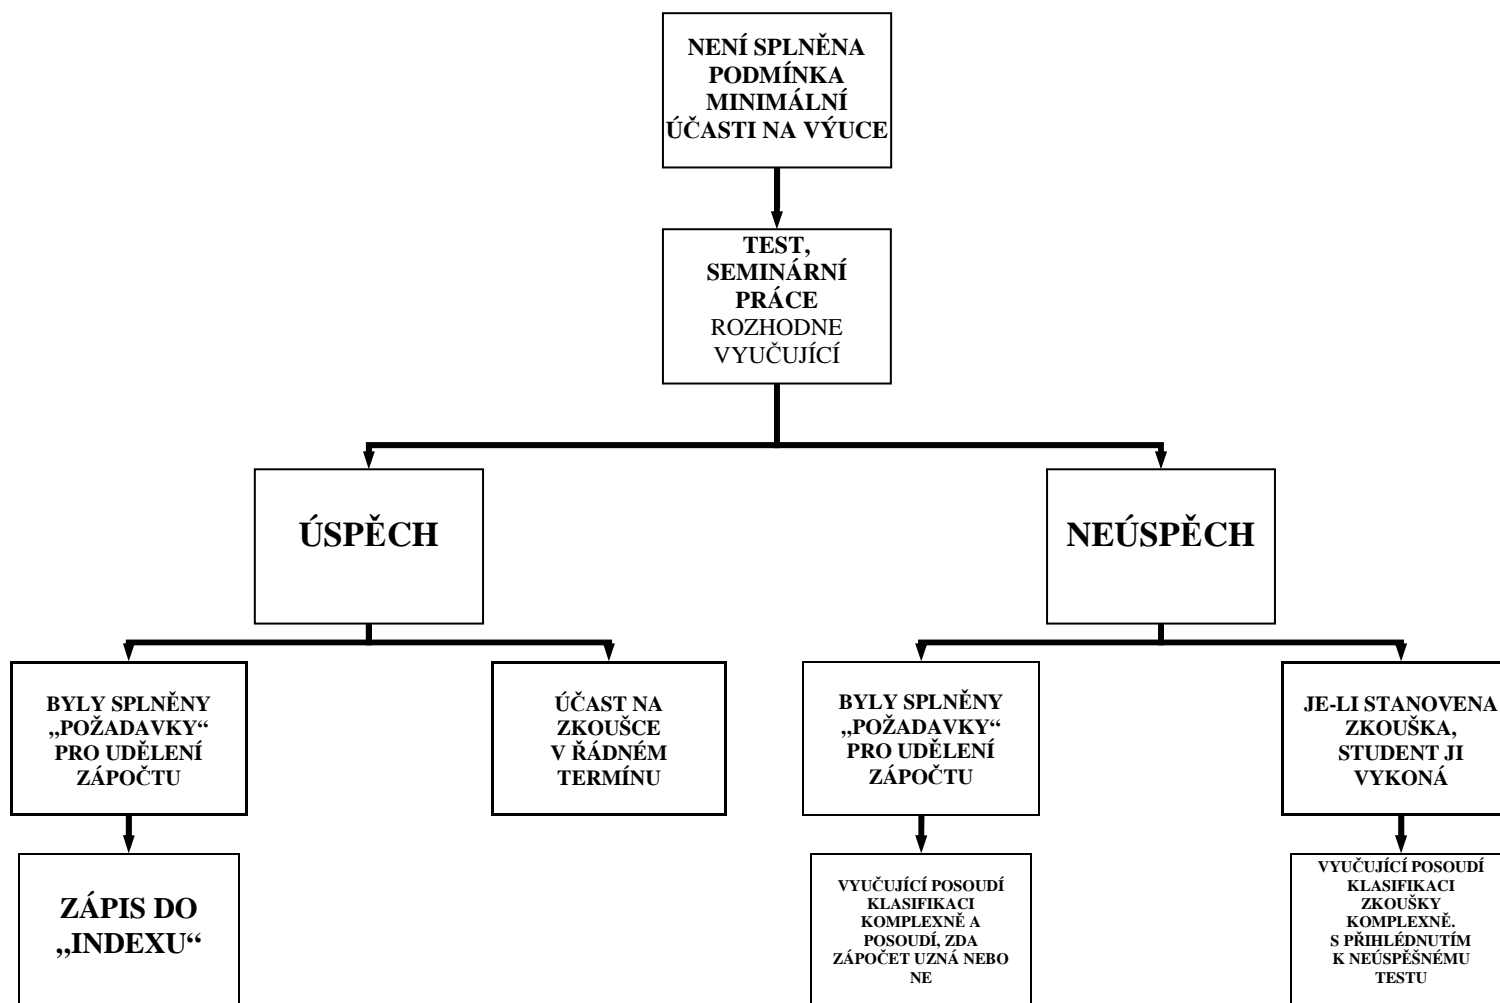 NENÍ SPLNĚNA
PODMÍNKA
MINIMÁLNÍ
ÚČASTI NA VÝUCE
TEST,
SEMINÁRNÍ
PRÁCE
ROZHODNE
VYUČUJÍCÍ
ÚSPĚCH
NEÚSPĚCH
BYLY SPLNĚNY
„POŽADAVKY“
PRO UDĚLENÍ
ZÁPOČTU
ÚČAST NA
ZKOUŠCE
V ŘÁDNÉM
TERMÍNU
BYLY SPLNĚNY
„POŽADAVKY“
PRO UDĚLENÍ
ZÁPOČTU
JE-LI STANOVENA
ZKOUŠKA,
STUDENT JI
VYKONÁ
ZÁPIS DO
„INDEXU“
VYUČUJÍCÍ POSOUDÍ
KLASIFIKACI
KOMPLEXNĚ A
POSOUDÍ, ZDA
ZÁPOČET UZNÁ NEBO
NE
VYUČUJÍCÍ POSOUDÍ
KLASIFIKACI
ZKOUŠKY
KOMPLEXNĚ.
S PŘIHLÉDNUTÍM
K NEÚSPĚŠNÉMU
TESTU